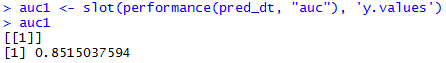 > auc1 <- slot(performance(pred_dt, "auc"), 'y.values')
> auc1
[[1]]
[1] 0.8515037594